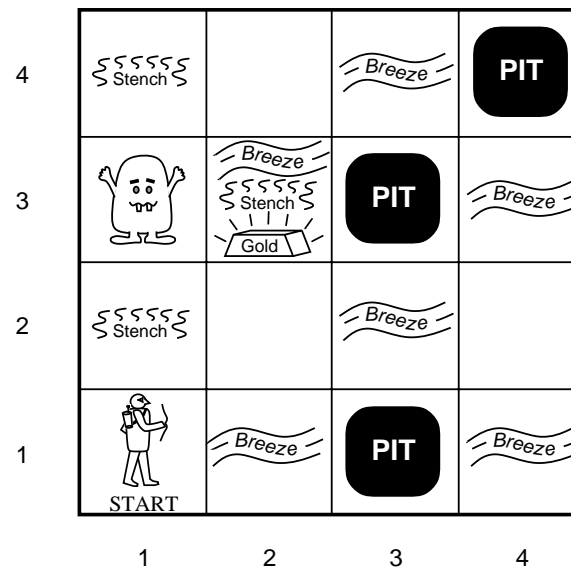 4 Stench Breeze PIT
3 Breeze PIT Breeze
Stench
Gold
2 Stench Breeze
1 Breeze PIT Breeze
START
1 2 3 4